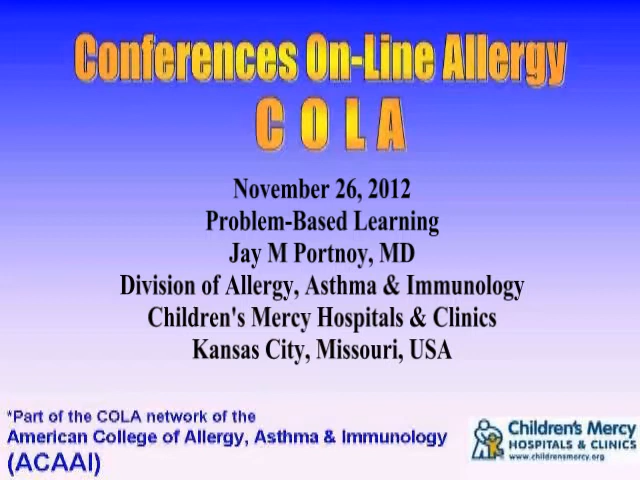 Conferences On-Line Allergy
C O L A
November 26, 2012
Problem-Based Learning
Jay M Portnoy, MD
Division of Allergy, Asthma & Immunology
Children's Mercy Hospitals & Clinics
Kansas City, Missouri, USA
*Part of the COLA network of the
American College of Allergy, Asthma & Immunology
(ACAAI)
Children's Mercy
HOSPITALS & CLINICS
www.childrensmercy.org